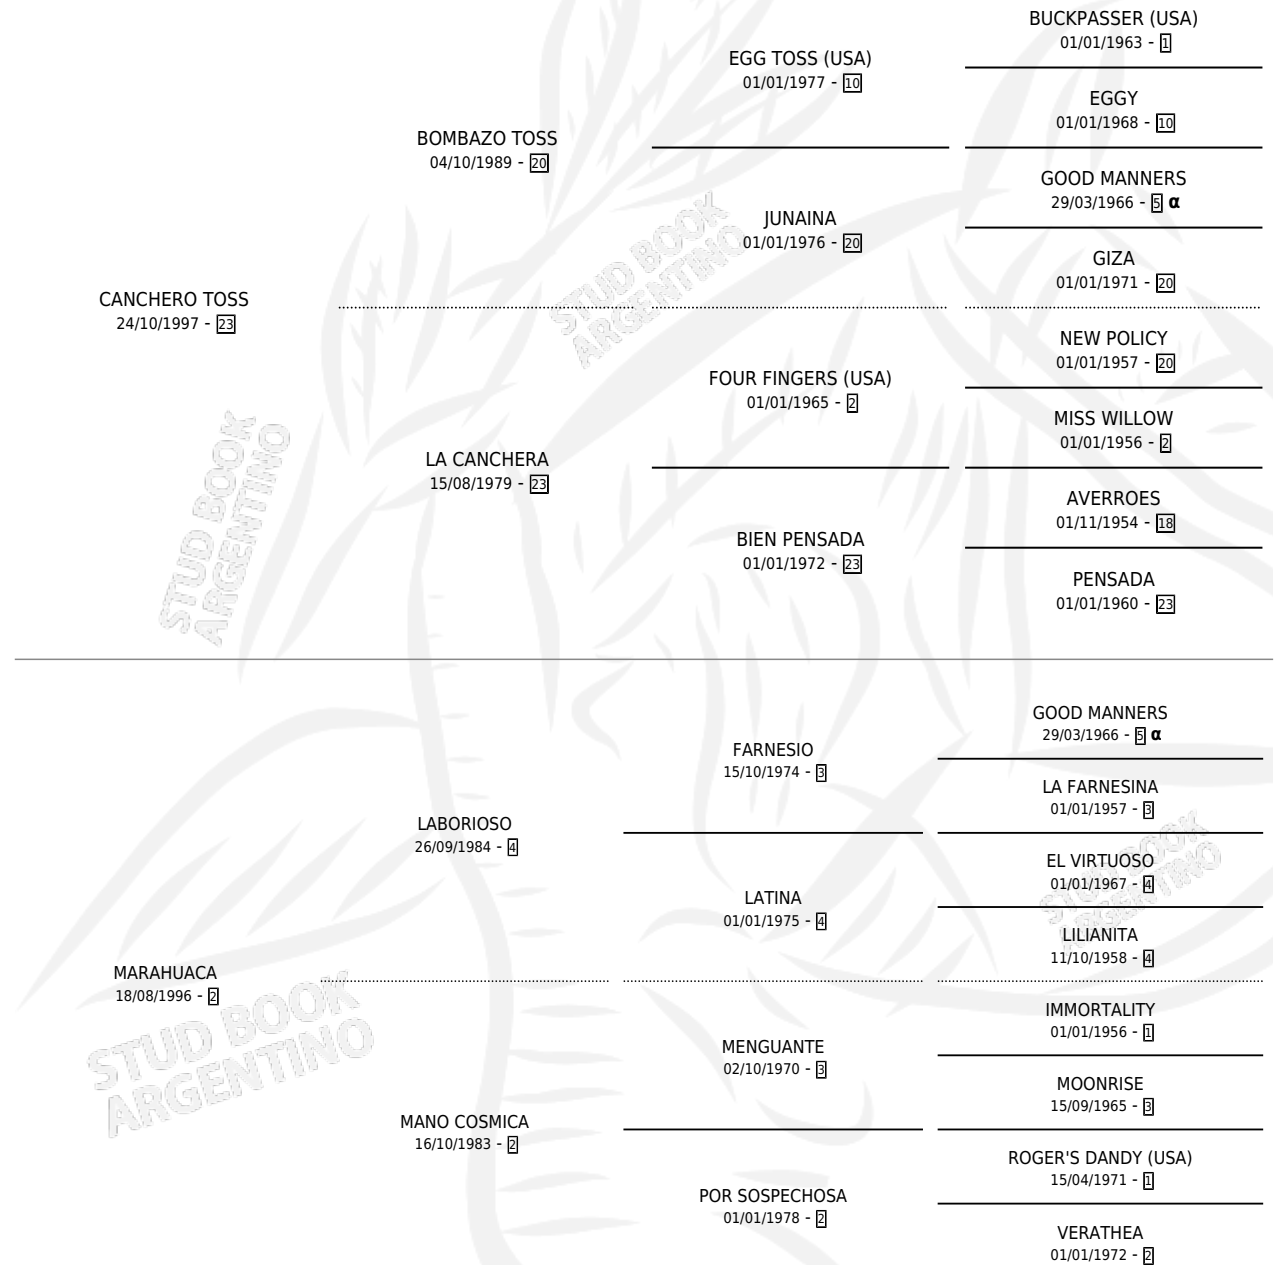 BUCKPASSER (USA)
01/01/1963 - 1
EGG TOSS (USA)
01/01/1977 - 10
EGGY
01/01/1968 - 10
BOMBAZO TOSS
04/10/1989 - 20
GOOD MANNERS
29/03/1966 - 5 α
JUNAINA
01/01/1976 - 20
GIZA
01/01/1971 - 20
CANCHERO TOSS
24/10/1997 - 23
NEW POLICY
01/01/1957 - 20
FOUR FINGERS (USA)
01/01/1965 - 2
MISS WILLOW
01/01/1956 - 2
LA CANCHERA
15/08/1979 - 23
AVERROES
01/11/1954 - 18
BIEN PENSADA
01/01/1972 - 23
PENSADA
01/01/1960 - 23
STUD BOOK
ARGENTINO
STUD BOOK
ARGENTINO
GOOD MANNERS
29/03/1966 - 5 α
FARNESIO
15/10/1974 - 3
LA FARNESINA
01/01/1957 - 3
LABORIOSO
26/09/1984 - 4
EL VIRTUOSO
01/01/1967 - 4
LATINA
01/01/1975 - 4
LILIANITA
11/10/1958 - 4
MARAHUACA
18/08/1996 - 2
IMMORTALITY
01/01/1956 - 1
MENGUANTE
02/10/1970 - 3
MOONRISE
15/09/1965 - 3
MANO COSMICA
16/10/1983 - 2
ROGER'S DANDY (USA)
15/04/1971 - 1
POR SOSPECHOSA
01/01/1978 - 2
VERATHEA
01/01/1972 - 2
STUD BOOK
ARGENTINO
STUD BOOK
ARGENTINO